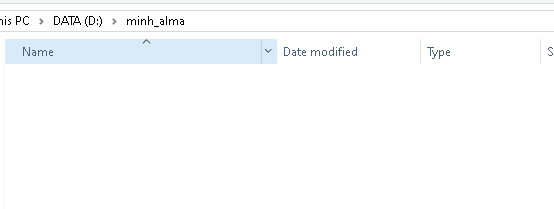 his PC > DATA (D:) > minh_alma
Name Date modified Type S